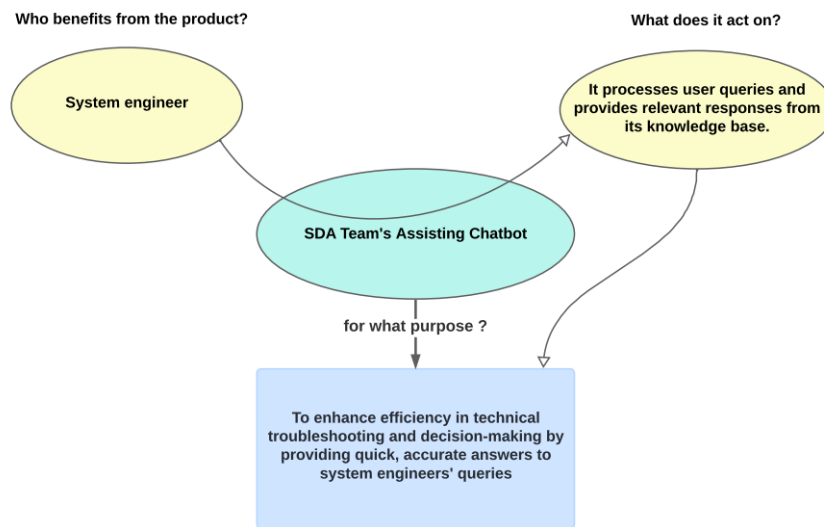 Who benefits from the product?
What does it act on?
System engineer
It processes user queries and
provides relevant responses from
its knowledge base.
SDA Team's Assisting Chatbot
for what purpose ?
To enhance efficiency in technical
troubleshooting and decision-making by
providing quick, accurate answers to
system engineers' queries